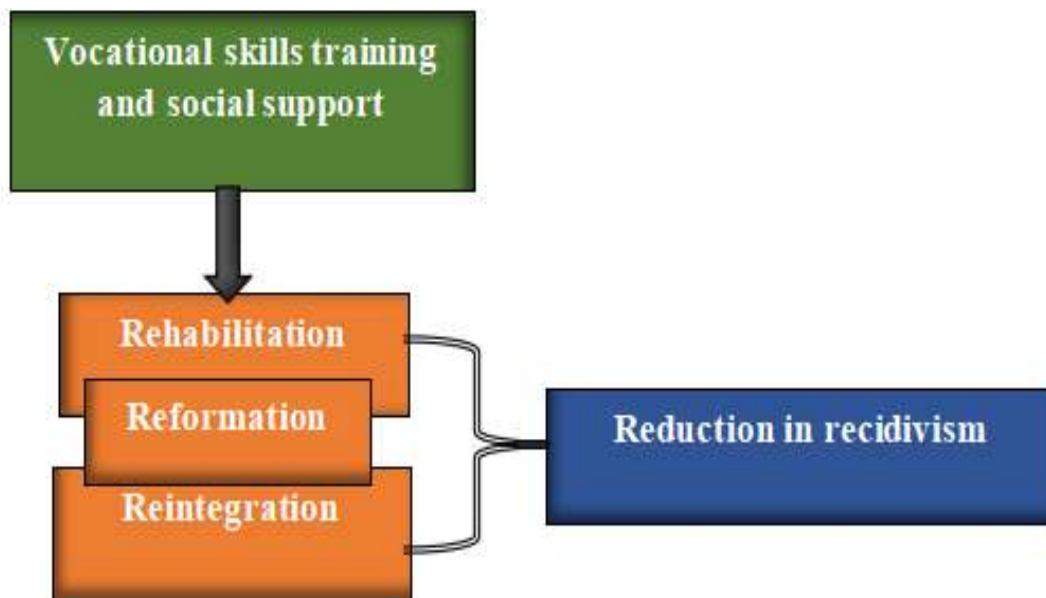 Vocational skills training
and social support
Rehabilitation
Reformation
Reintegration
Reduction in recidivism